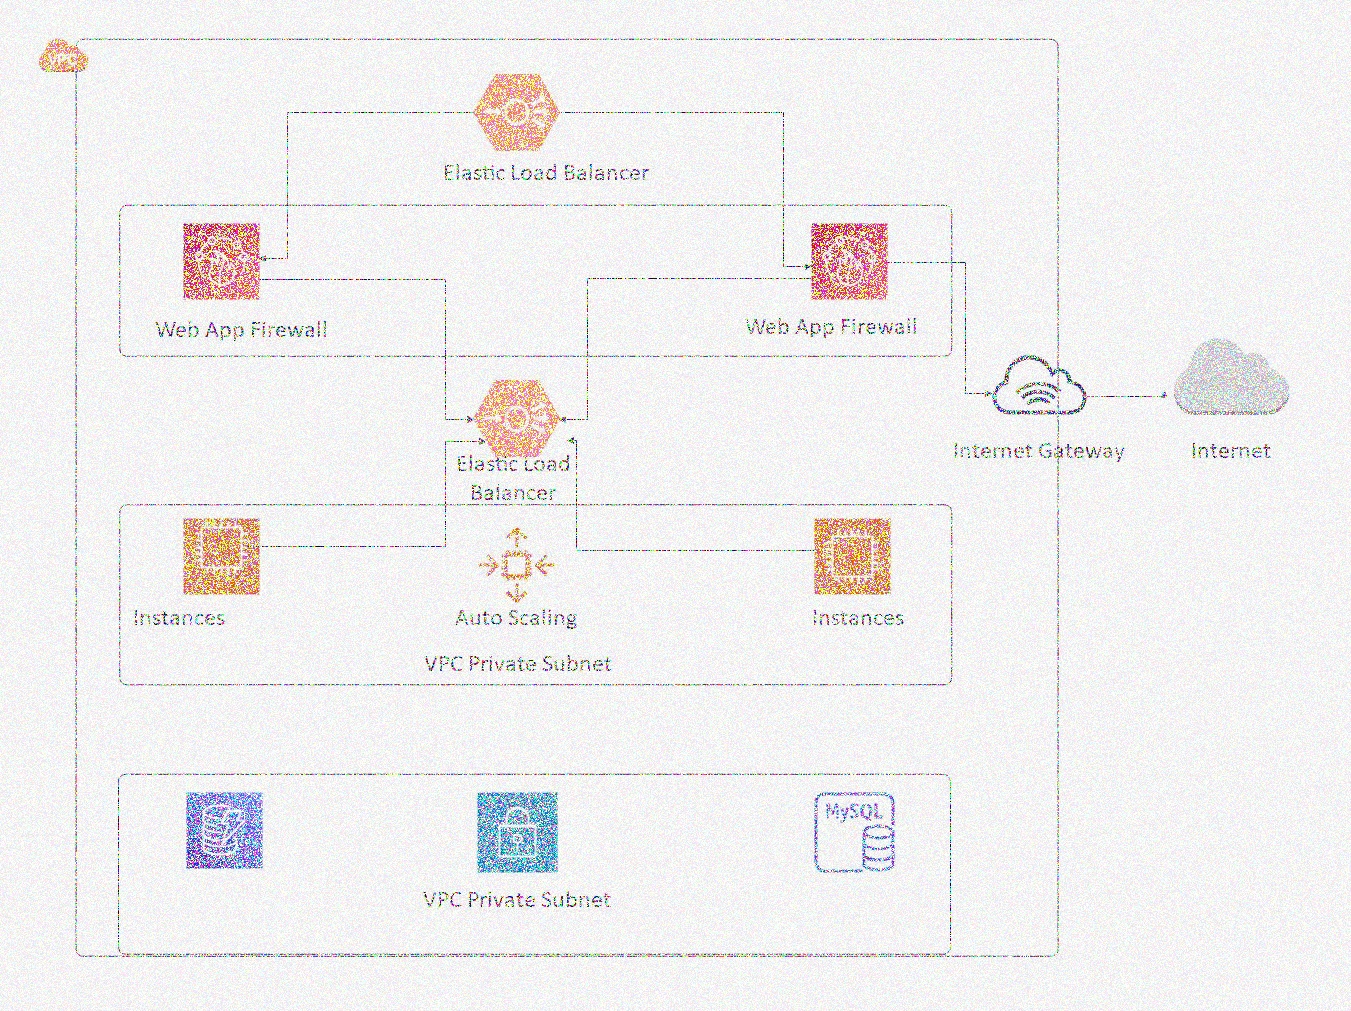 VPC
Elastic Load Balancer
Web App Firewall
Web App Firewall
Elastic Load
Balancer
Internet Gateway
Internet
Instances
Auto Scaling
Instances
VPC Private Subnet
MySQL
VPC Private Subnet